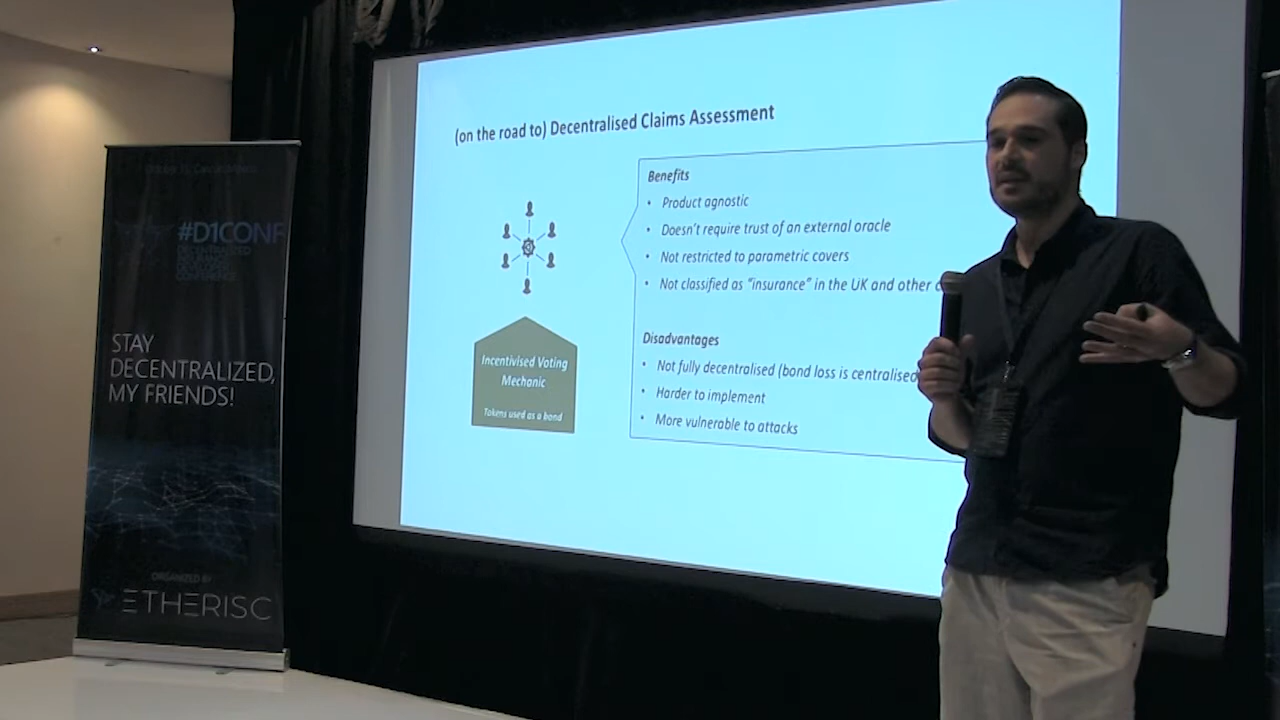 #D1CONF
DECENTRALIZED
INSURANCE
CONFERENCE
STAY
DECENTRALIZED,
MY FRIENDS!
ORGANIZED BY
ETHERISC
(on the road to) Decentralised Claims Assessment
Incentivised Voting
Mechanic
Tokens used as a bond
Benefits
• Product agnostic
• Doesn't require trust of an external oracle
• Not restricted to parametric covers
• Not classified as "insurance" in the UK and other
Disadvantages
• Not fully decentralised (bond loss is centralised
• Harder to implement
• More vulnerable to attacks